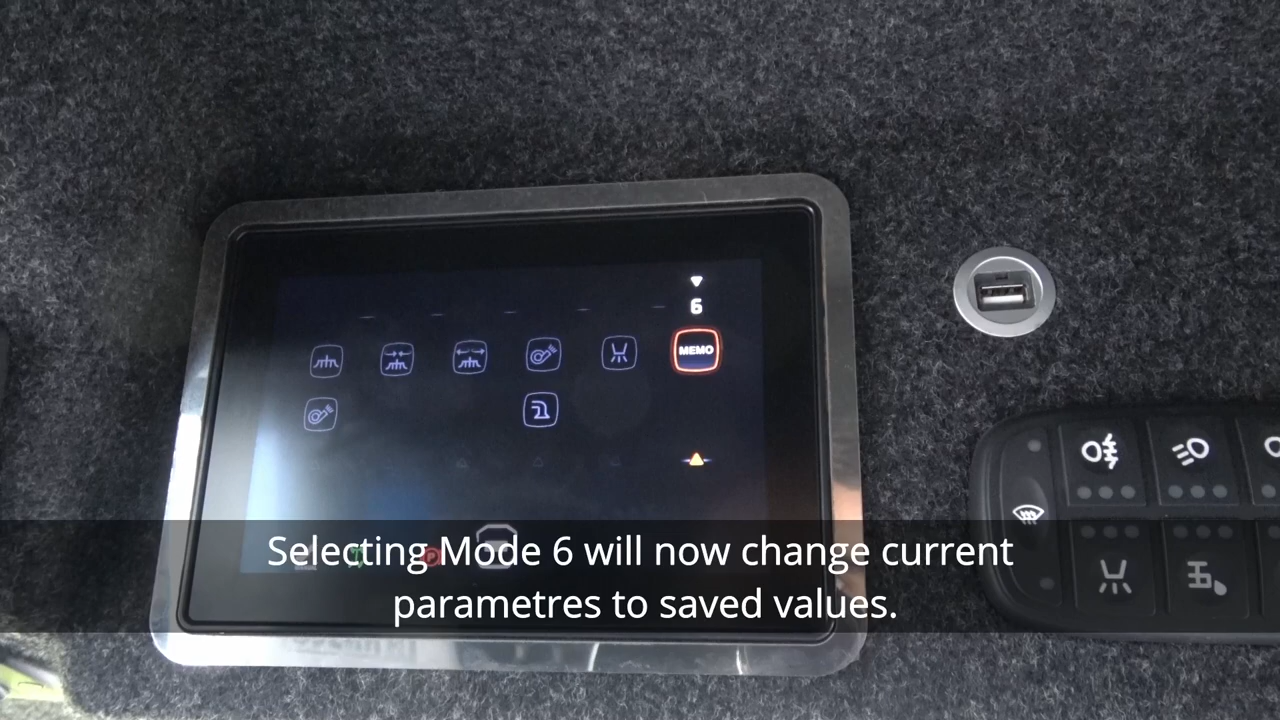 6
MEMO
P
Selecting Mode 6 will now change current
parametres to saved values.